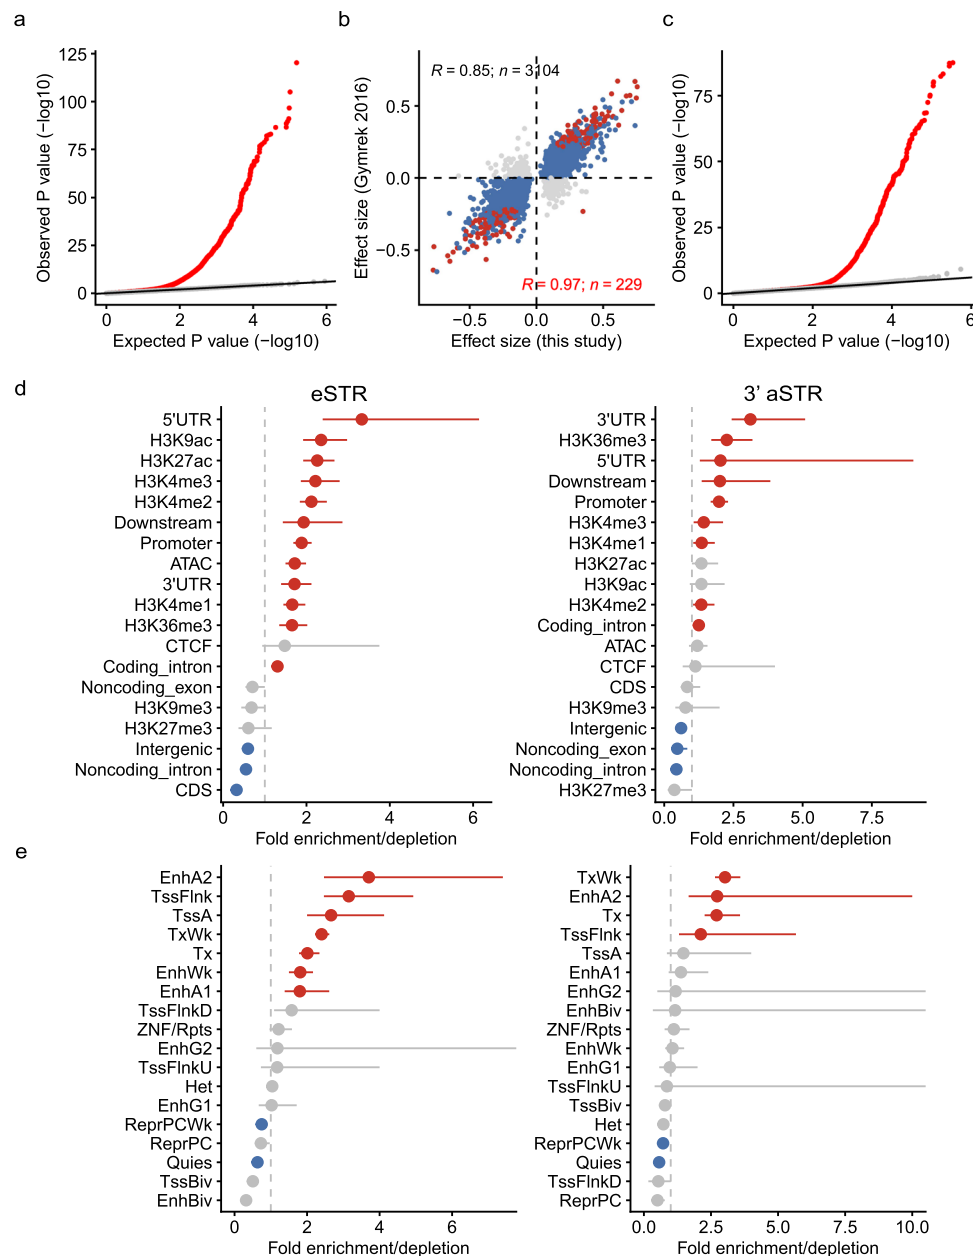 a
b
c
Observed P value (−log10)
125
100
75
50
25
0
2
4
6
Expected P value (−log10)
R = 0.85; n = 3104
Effect size (Gymrek 2016)
0.5
0.0
−0.5
R = 0.97; n = 229
−0.5
0.0
0.5
Effect size (this study)
Observed P value (−log10)
75
50
25
0
0
2
4
6
Expected P value (−log10)
d
eSTR
5'UTR
H3K9ac
H3K27ac
H3K4me3
H3K4me2
Downstream
Promoter
ATAC
3'UTR
H3K4me1
H3K36me3
CTCF
Coding_intron
Noncoding_exon
H3K9me3
H3K27me3
Intergenic
Noncoding_intron
CDS
0
2
4
6
Fold enrichment/depletion
3’ aSTR
3'UTR
H3K36me3
5'UTR
Downstream
Promoter
H3K4me3
H3K4me1
H3K27ac
H3K9ac
H3K4me2
Coding_intron
ATAC
CTCF
CDS
H3K9me3
Intergenic
Noncoding_exon
Noncoding_intron
H3K27me3
0.0
2.5
5.0
7.5
Fold enrichment/depletion
e
EnhA2
TssFlnk
TssA
TxWk
Tx
EnhWk
EnhA1
TssFlnkD
ZNF/Rpts
EnhG2
TssFlnkU
Het
EnhG1
ReprPCWk
ReprPC
Quies
TssBiv
EnhBiv
0
2
4
6
Fold enrichment/depletion
TxWk
EnhA2
Tx
TssFlnk
TssA
EnhA1
EnhG2
EnhBiv
ZNF/Rpts
EnhWk
EnhG1
TssFlnkU
TssBiv
Het
ReprPCWk
Quies
TssFlnkD
ReprPC
0.0
2.5
5.0
7.5
10.0
Fold enrichment/depletion